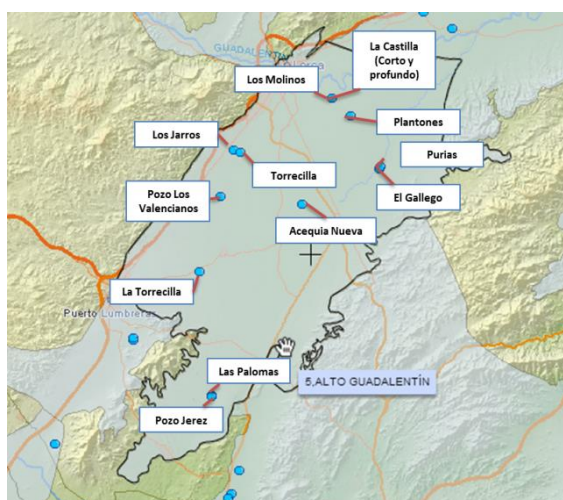 GUADALENTÍN
La Castilla
(Corto y
profundo)
Los Molinos
Plantones
Los Jarros
Purias
Torrecilla
Pozo Los
Valencianos
El Gallego
Acequia Nueva
La Torrecilla
Puerto Lumbreras
Las Palomas
5,ALTO GUADALENTÍN
Pozo Jerez